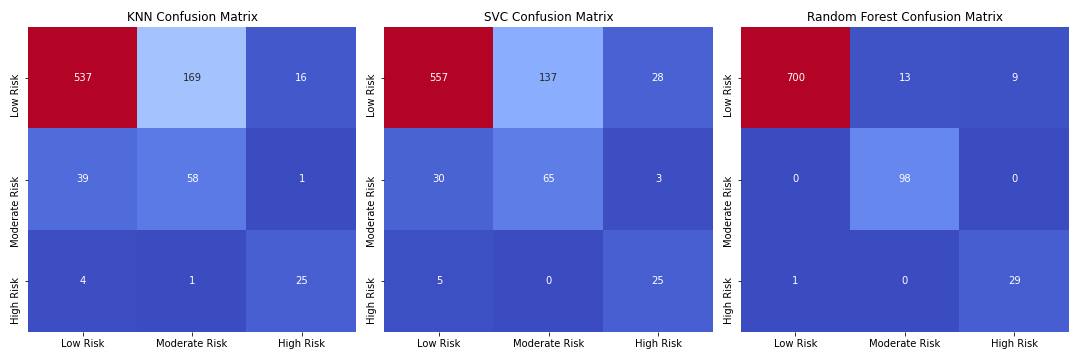 KNN Confusion Matrix
Low Risk
537 169 16
Moderate Risk
39 58 1
High Risk
4 1 25
Low Risk Moderate Risk High Risk
SVC Confusion Matrix
Low Risk
557 137 28
Moderate Risk
30 65 3
High Risk
5 0 25
Low Risk Moderate Risk High Risk
Random Forest Confusion Matrix
Low Risk
700 13 9
Moderate Risk
0 98 0
High Risk
1 0 29
Low Risk Moderate Risk High Risk